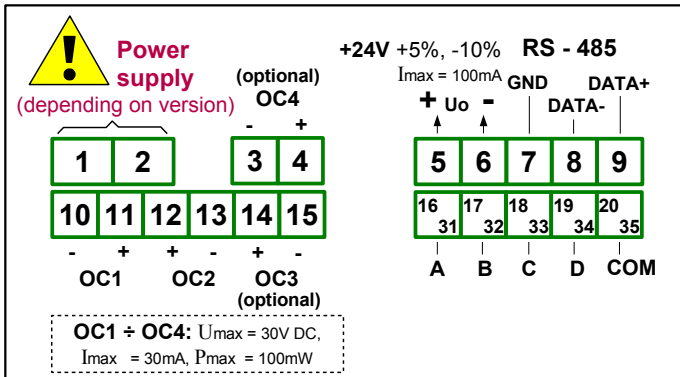 Power
supply
(depending on version)
(optional)
OC4
- +
+24V +5%, -10% RS - 485
Imax = 100mA
GND DATA+
+ Uo - DATA-
1 2 3 4 5 6 7 8 9
10 11 12 13 14 15
16 31 17 32 18 33 19 34 20 35
- + + - + -
OC1 OC2 OC3
(optional)
A B C D COM
OC1 ÷ OC4: Umax = 30V DC,
Imax = 30mA, Pmax = 100mW